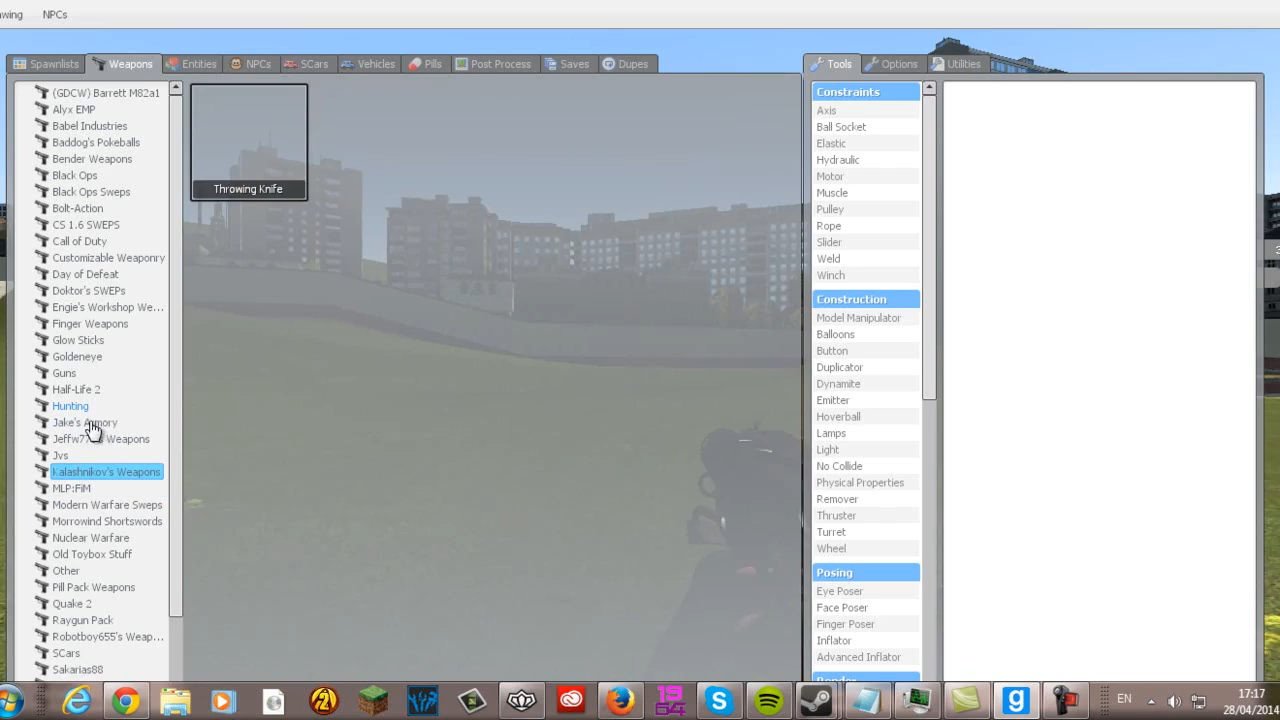 awing NPCs
Spawnlists Weapons Entities NPCs SCars Vehicles Pills Post Process Saves Dupes
Tools Options Utilities
(GDCW) Barrett M82a1
Alyx EMP
Babel Industries
Baddog's Pokeballs
Bender Weapons
Black Ops
Black Ops Sweps
Bolt-Action
CS 1.6 SWEPS
Call of Duty
Customizable Weaponry
Day of Defeat
Doktor's SWEPs
Engie's Workshop We...
Finger Weapons
Glow Sticks
Goldeneye
Guns
Half-Life 2
Hunting
Jake's Armory
Weapons
Jvs
Kalashnikov's Weapons
MLP:FiM
Modern Warfare Sweps
Morrowind Shortswords
Nuclear Warfare
Old Toybox Stuff
Other
Pill Pack Weapons
Quake 2
Raygun Pack
Robotboy655's Weap...
SCars
Sakarias88
Throwing Knife
Constraints
Axis
Ball Socket
Elastic
Hydraulic
Motor
Muscle
Pulley
Rope
Slider
Weld
Winch
Construction
Model Manipulator
Balloons
Button
Duplicator
Dynamite
Emitter
Hoverball
Lamps
Light
No Collide
Physical Properties
Remover
Thruster
Turret
Wheel
Posing
Eye Poser
Face Poser
Finger Poser
Inflator
Advanced Inflator
Render
19
64
EN
17:17
28/04/2014